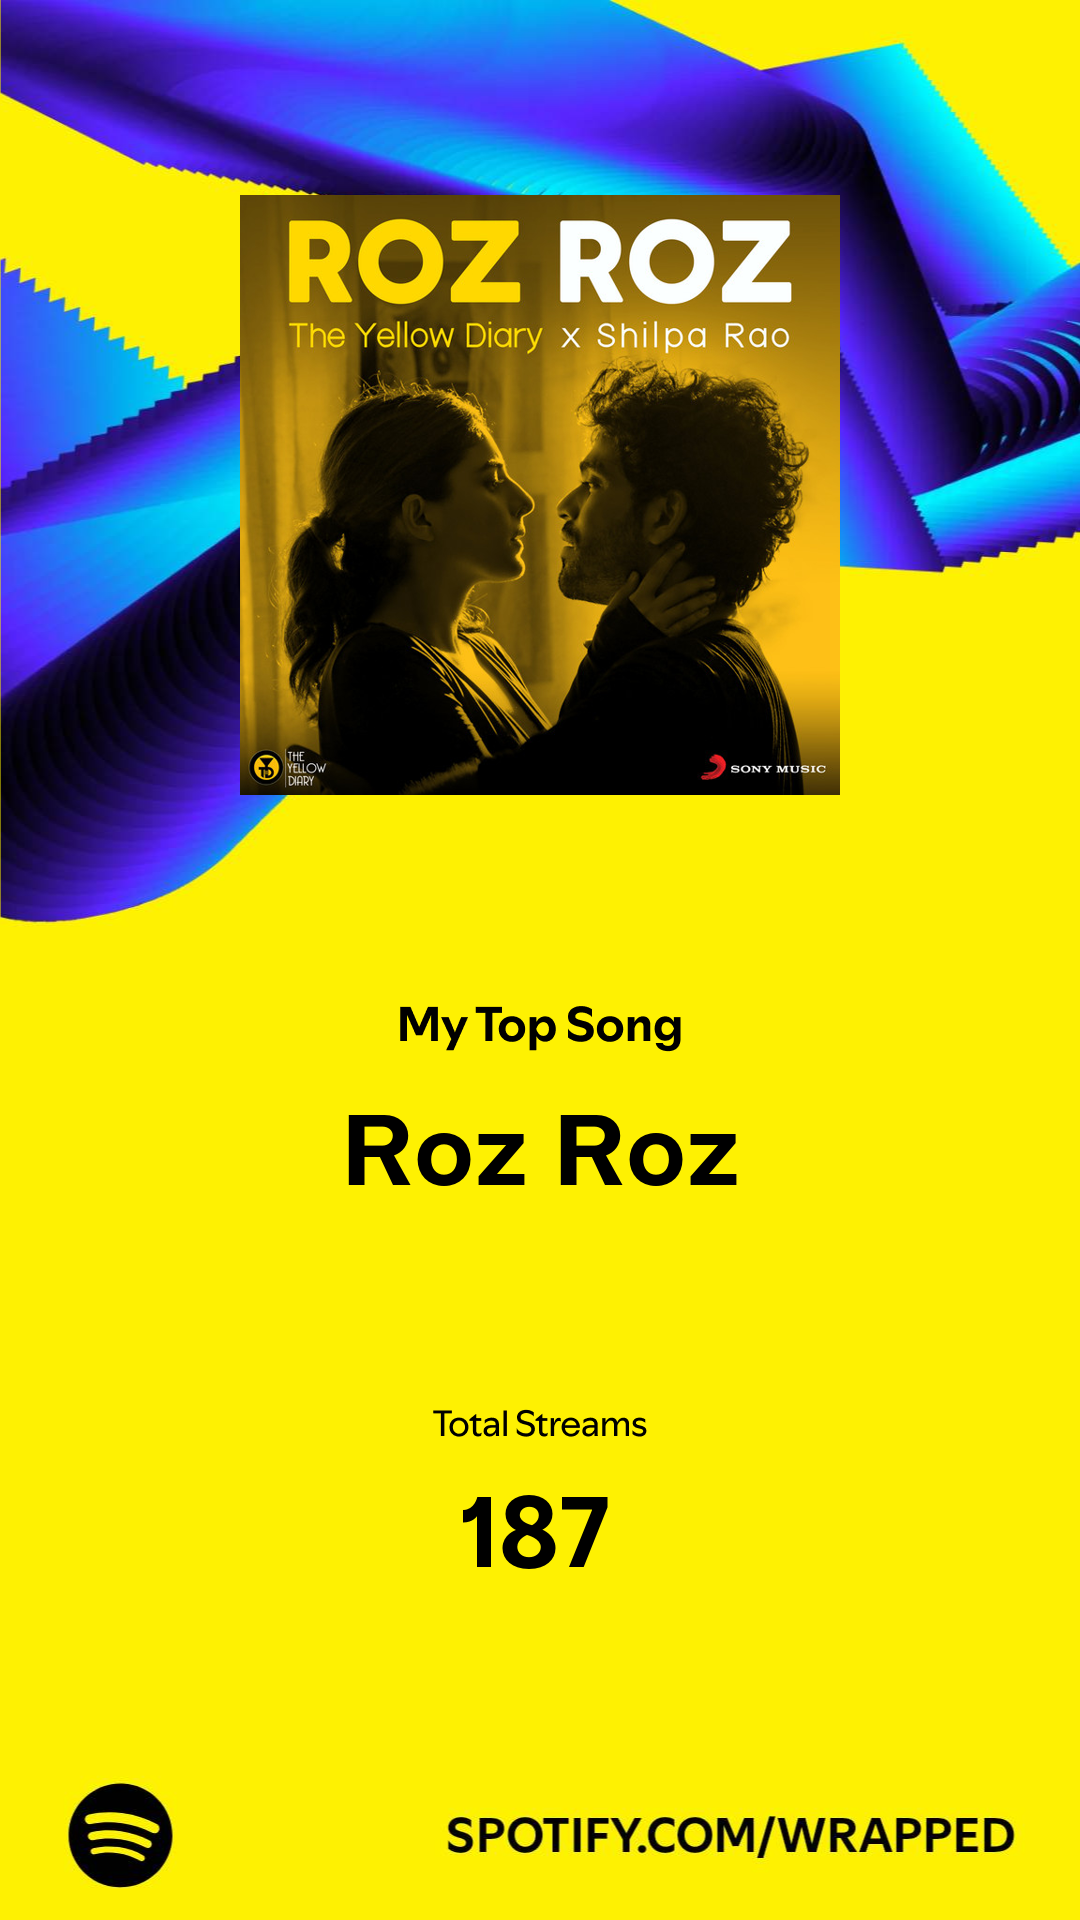 ROZ ROZ
The Yellow Diary x Shilpa Rao
TYD
THE
YELLOW
DIARY
SONY MUSIC
My Top Song
Roz Roz
Total Streams
187
SPOTIFY.COM/WRAPPED